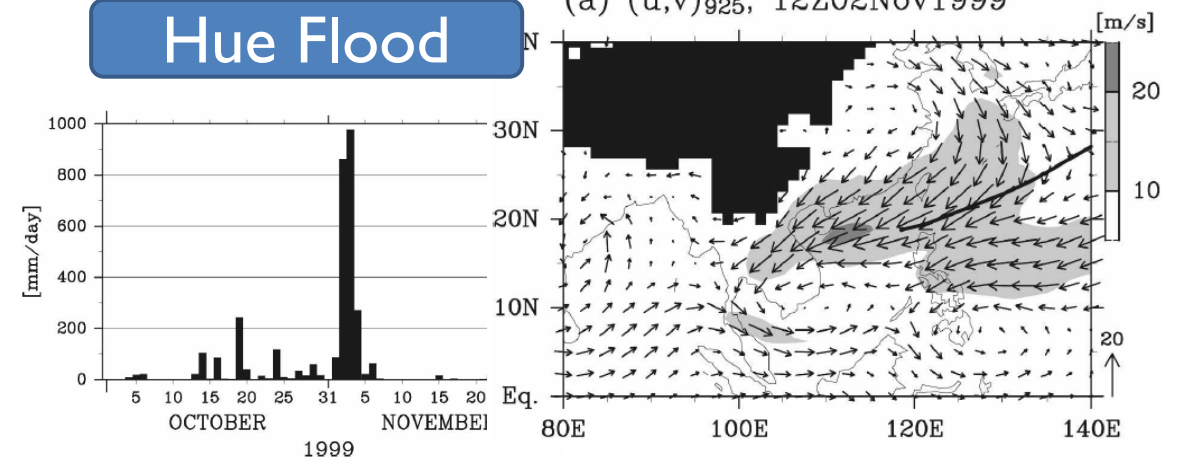 Hue Flood
[mm/day]
1000
800
600
400
200
0
5 10 15 20 25 31 5 10 15 20
OCTOBER NOVEMBE
1999
(a) (u,v)925, 12Z02Nov1999
[m/s]
N
30N
20N
10N
Eq.
80E 100E 120E 140E
20
10
20